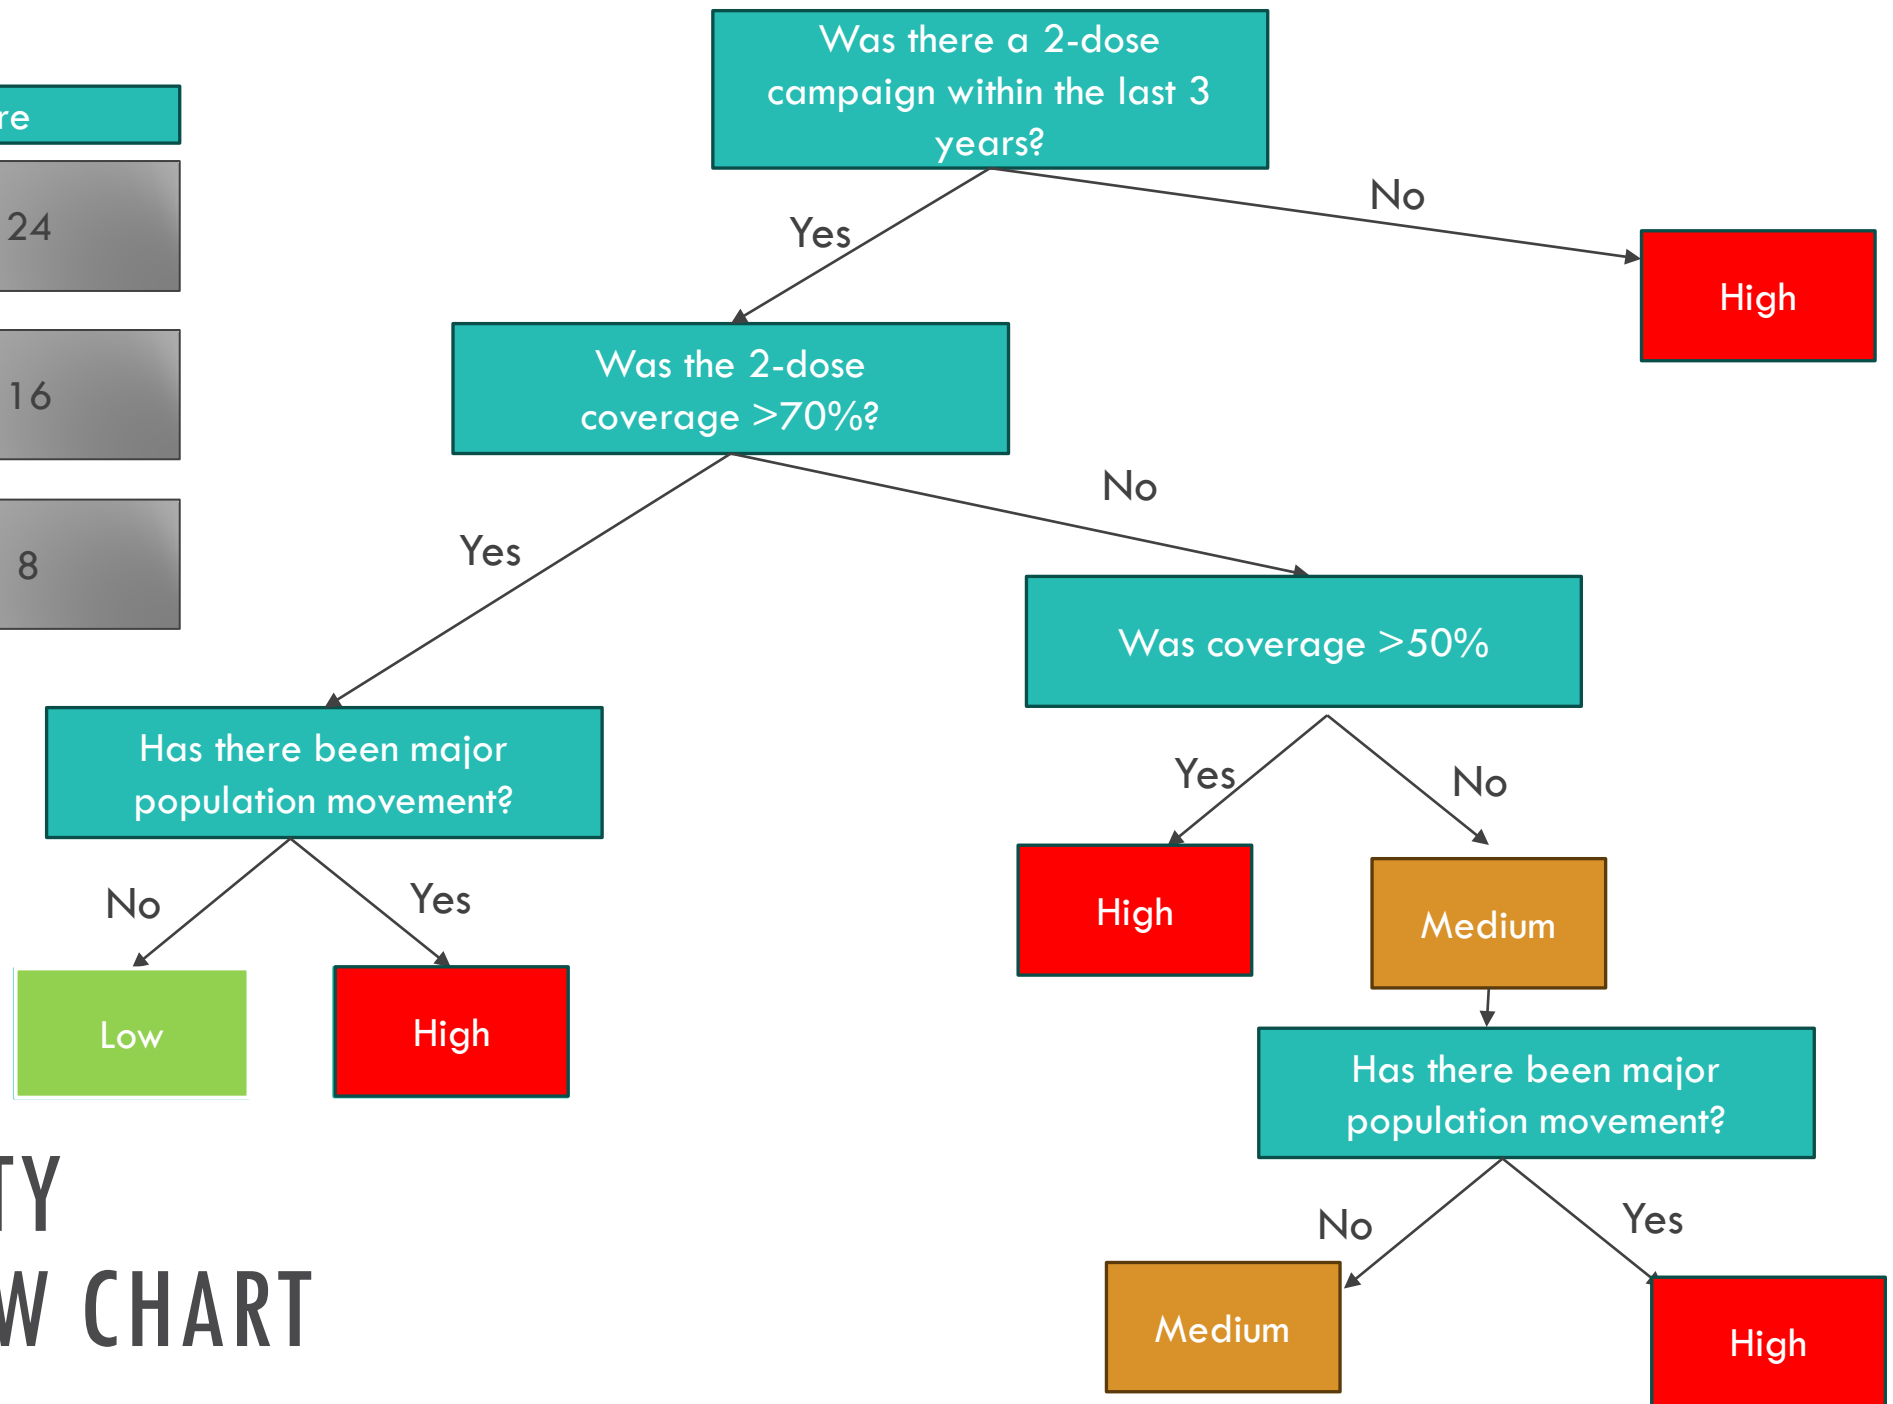 Was there a 2-dose
campaign within the last 3
years?
re
24
16
8
Yes
No
High
Was the 2-dose
coverage >70%?
Yes
No
Was coverage >50%
Has there been major
population movement?
Yes
No
No
Yes
High
Medium
Low
High
Has there been major
population movement?
No
Yes
Medium
High
TY
W CHART